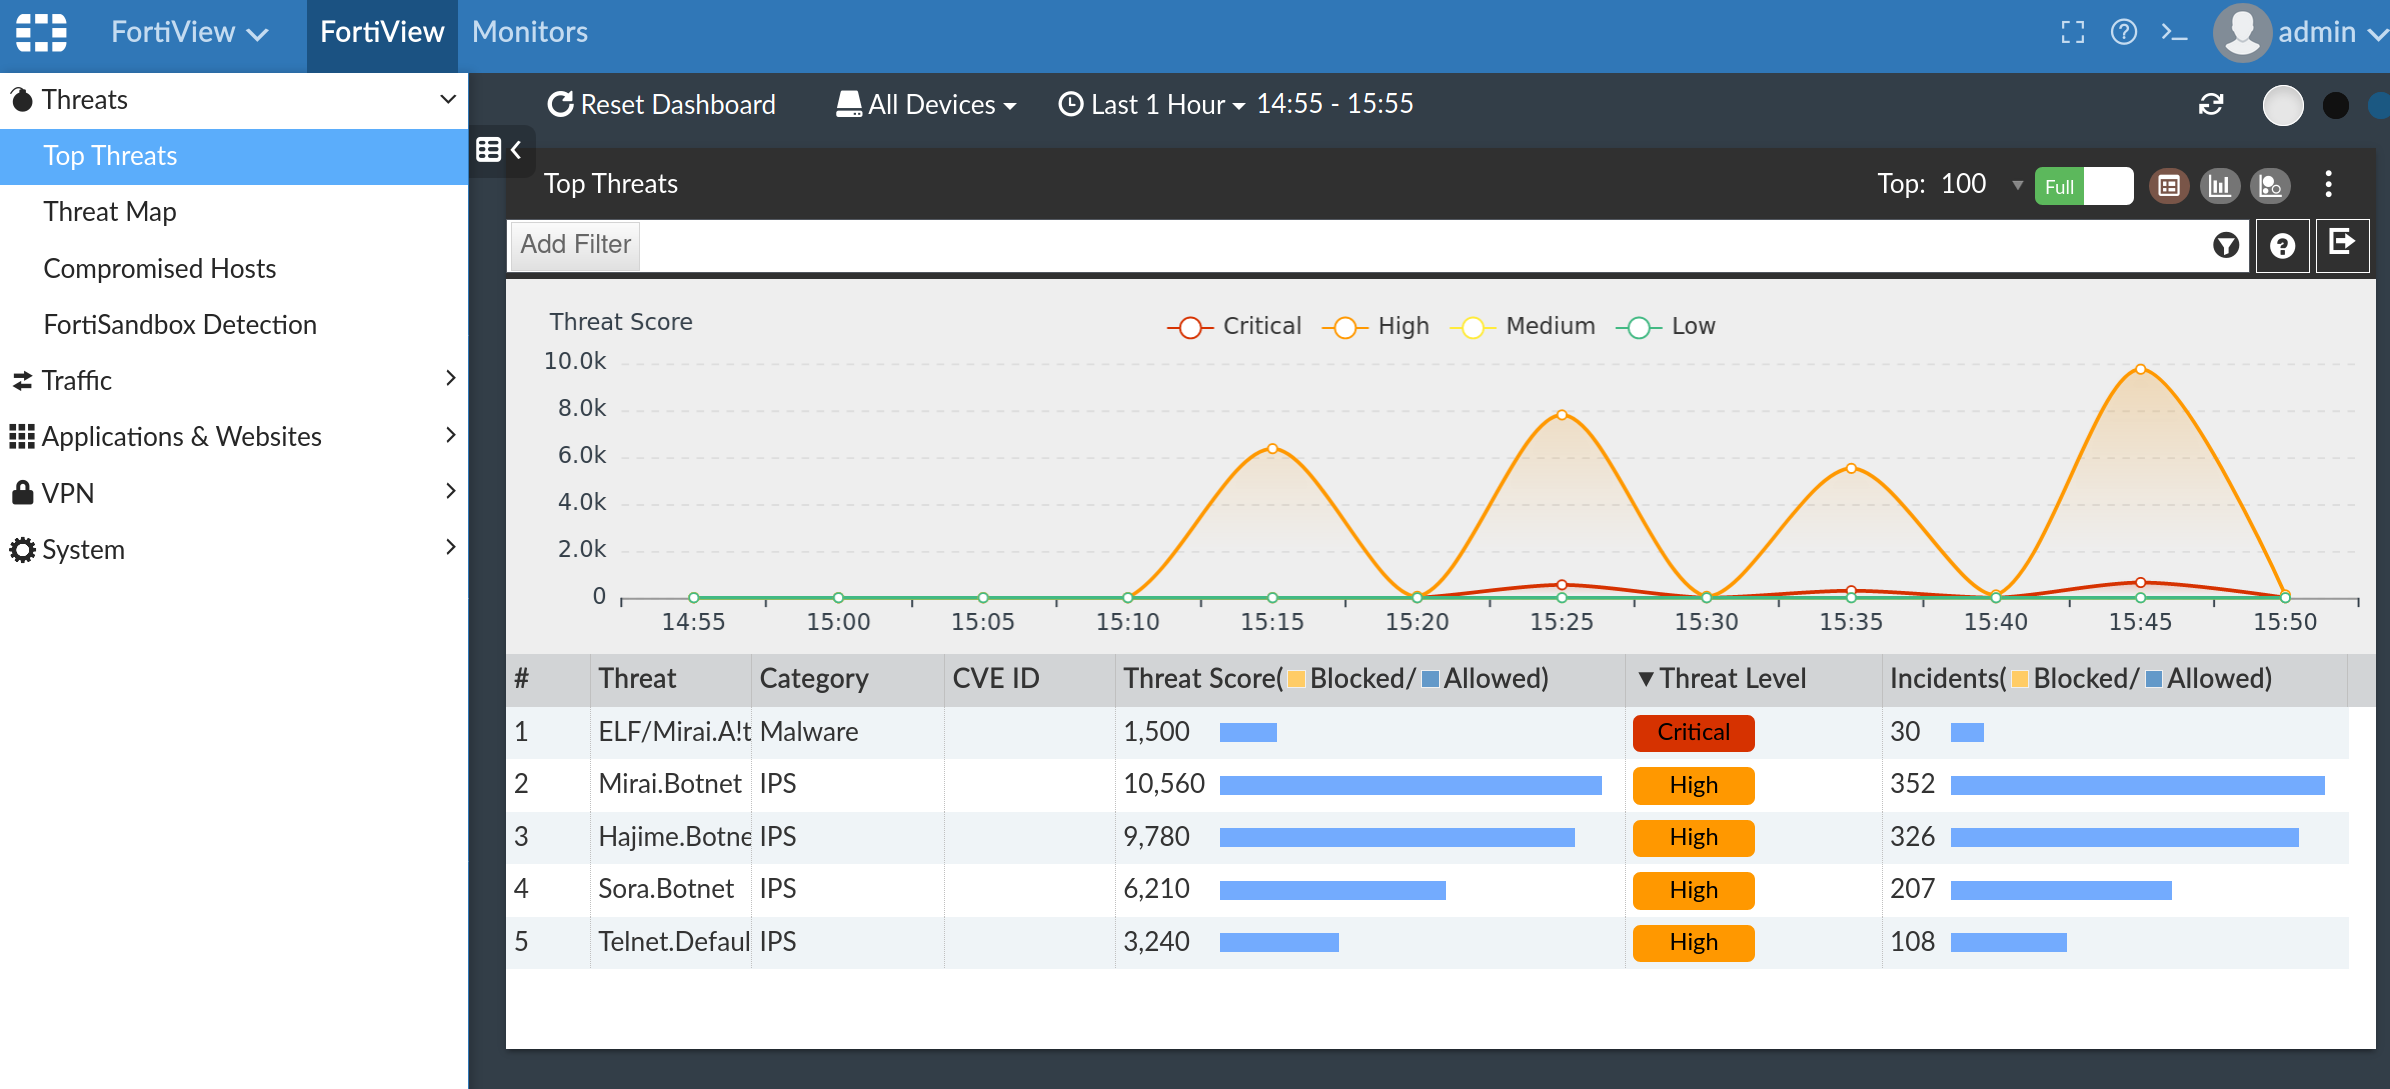 FortiView FortiView Monitors admin
Threats
Top Threats
Threat Map
Compromised Hosts
FortiSandbox Detection
Traffic
Applications & Websites
VPN
System
Reset Dashboard All Devices Last 1 Hour 14:55 - 15:55
Top Threats Top: 100 Full
Add Filter
Threat Score
Critical High Medium Low
10.0k
8.0k
6.0k
4.0k
2.0k
0
14:55 15:00 15:05 15:10 15:15 15:20 15:25 15:30 15:35 15:40 15:45 15:50
# Threat Category CVE ID Threat Score( Blocked/ Allowed) ▼ Threat Level Incidents( Blocked/ Allowed)
1 ELF/Mirai.A!t Malware 1,500 Critical 30
2 Mirai.Botnet IPS 10,560 High 352
3 Hajime.Botne IPS 9,780 High 326
4 Sora.Botnet IPS 6,210 High 207
5 Telnet.Defaul IPS 3,240 High 108